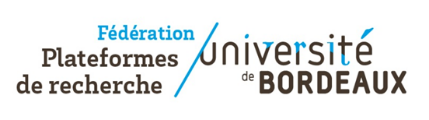 Fédération
Plateformes
de recherche
université
de BORDEAUX